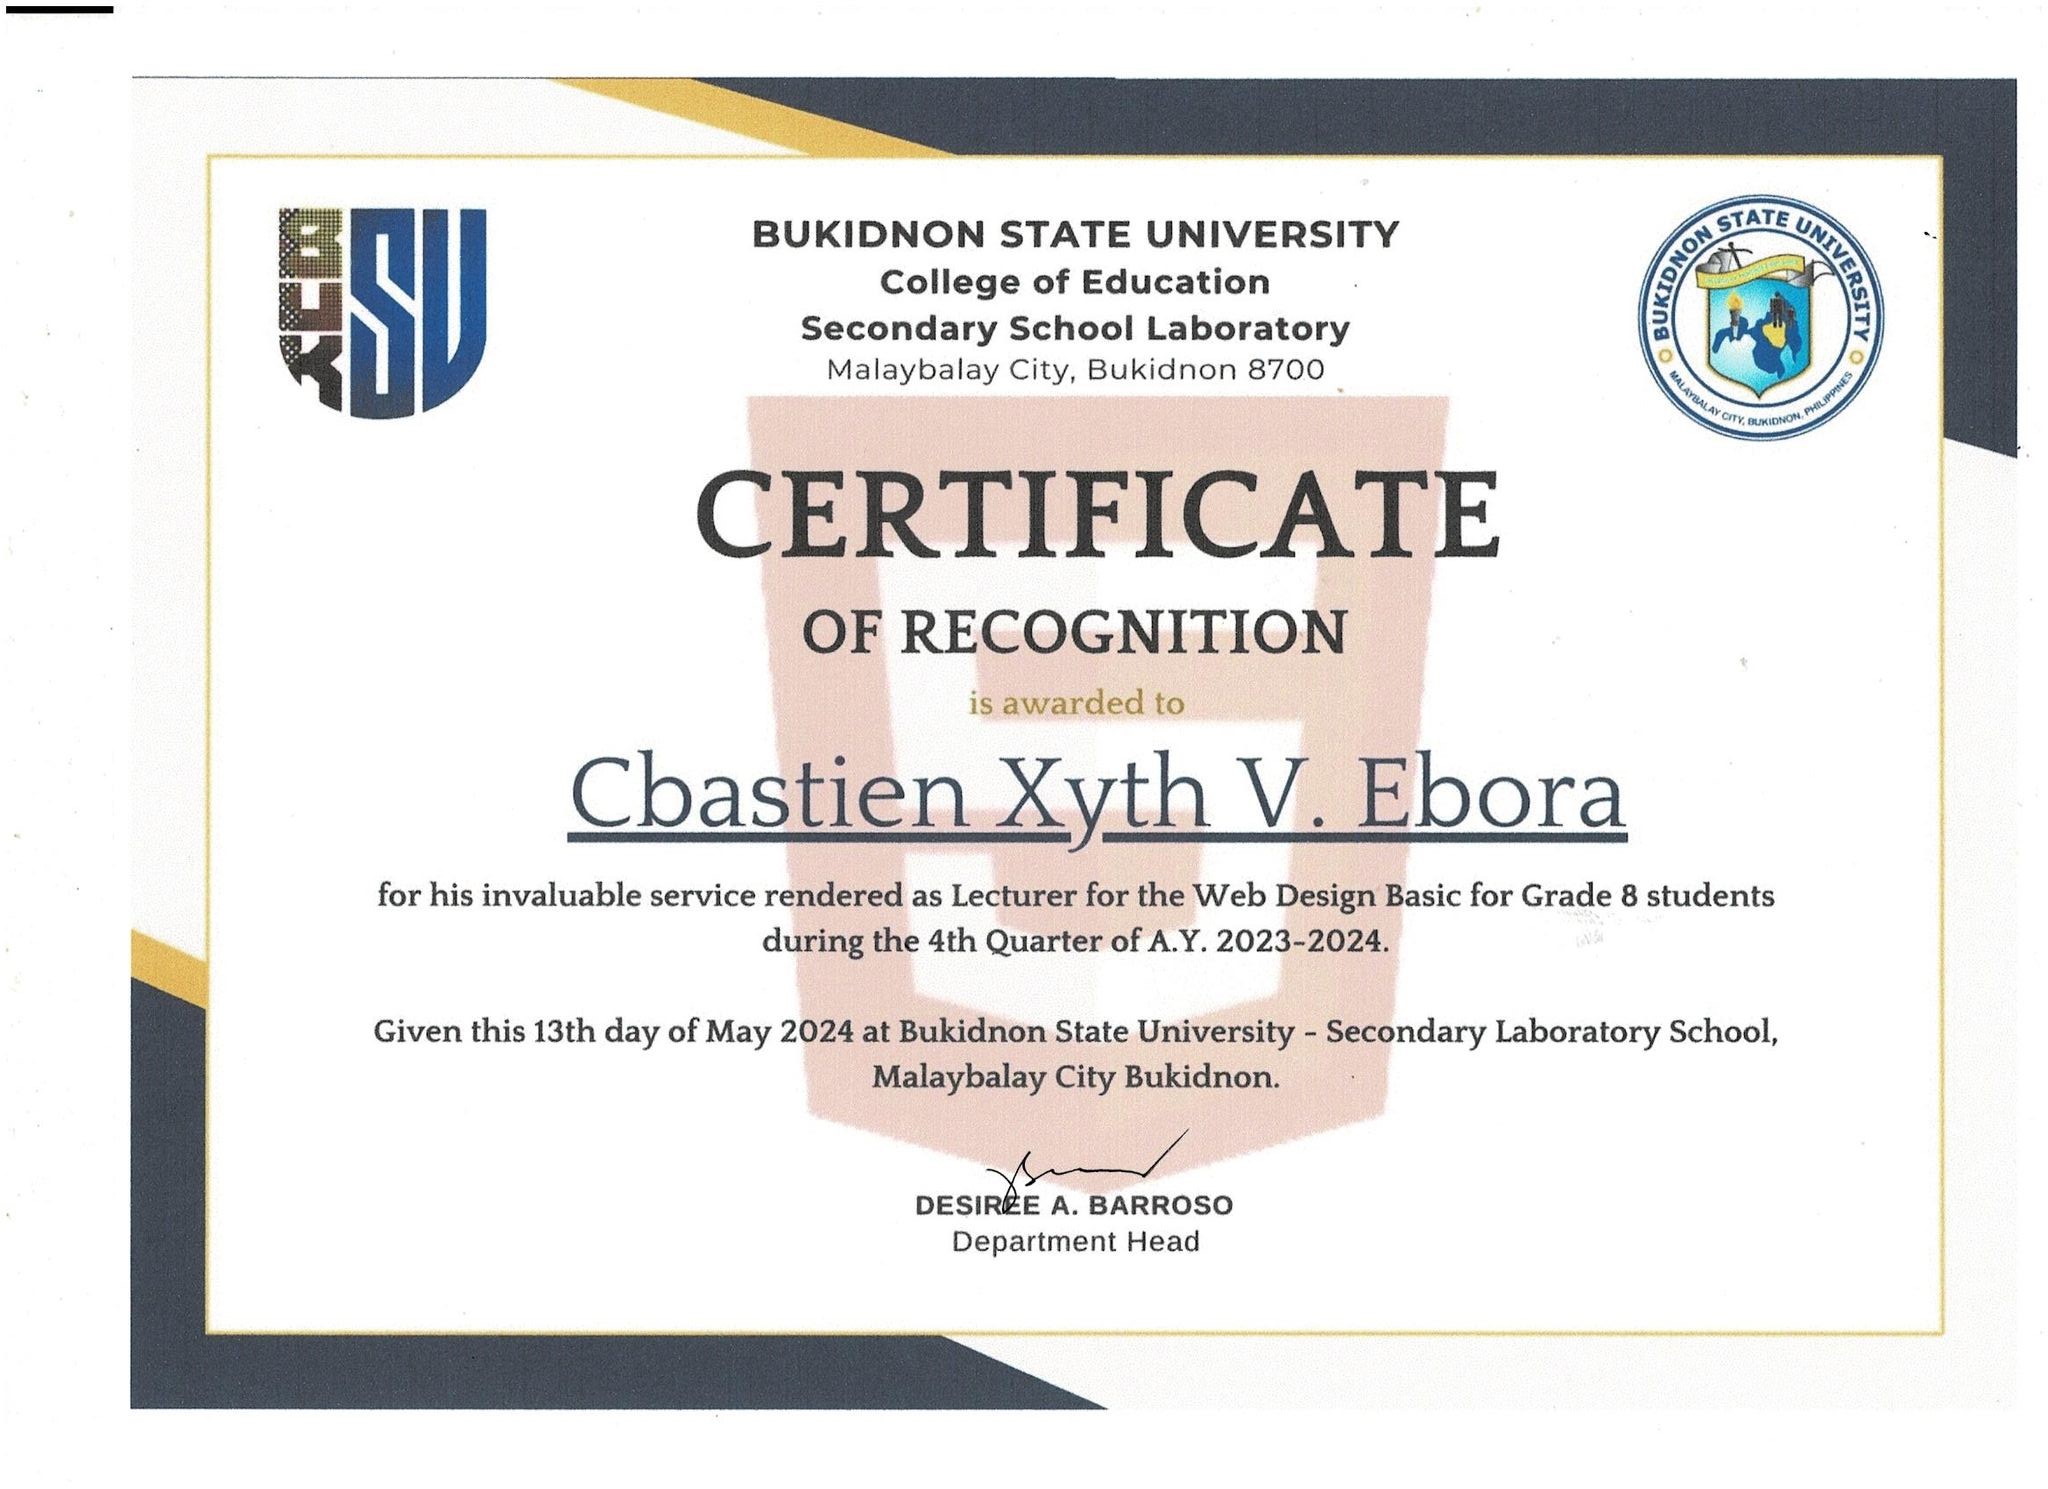 BUKSU
BUKIDNON STATE UNIVERSITY
College of Education
Secondary School Laboratory
Malaybalay City, Bukidnon 8700
BUKIDNON STATE UNIVERSITY
MALAYBALAY CITY, BUKIDNON, PHILIPPINES
CERTIFICATE
OF RECOGNITION
is awarded to
Cbastien Xyth V. Ebora
for his invaluable service rendered as Lecturer for the Web Design Basic for Grade 8 students
during the 4th Quarter of A.Y. 2023-2024.
Given this 13th day of May 2024 at Bukidnon State University - Secondary Laboratory School,
Malaybalay City Bukidnon.
DESIREE A. BARROSO
Department Head